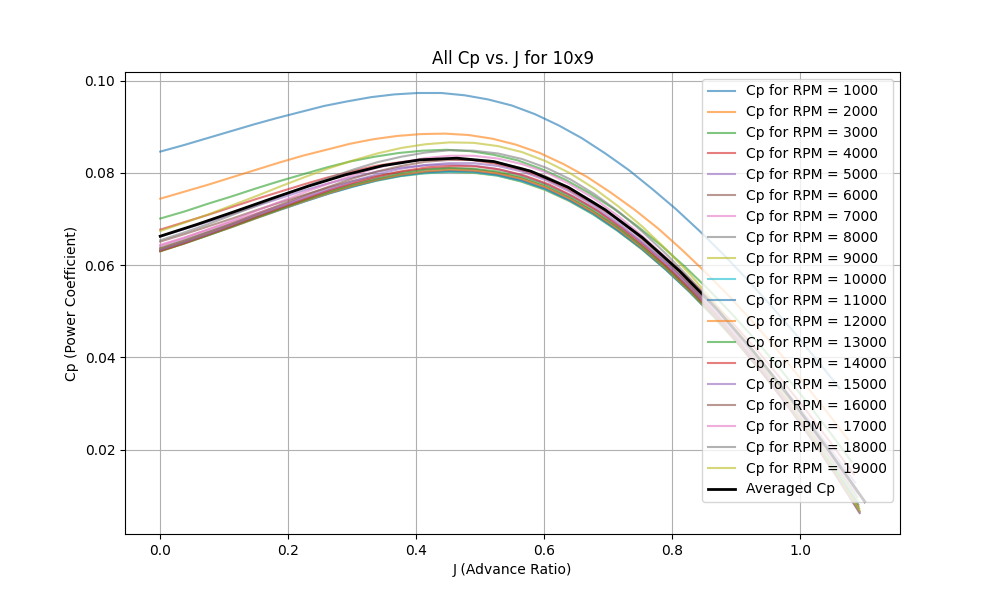 All Cp vs. J for 10x9
Cp (Power Coefficient)
0.10
0.08
0.06
0.04
0.02
0.0
0.2
0.4
0.6
0.8
1.0
J (Advance Ratio)
Cp for RPM = 1000
Cp for RPM = 2000
Cp for RPM = 3000
Cp for RPM = 4000
Cp for RPM = 5000
Cp for RPM = 6000
Cp for RPM = 7000
Cp for RPM = 8000
Cp for RPM = 9000
Cp for RPM = 10000
Cp for RPM = 11000
Cp for RPM = 12000
Cp for RPM = 13000
Cp for RPM = 14000
Cp for RPM = 15000
Cp for RPM = 16000
Cp for RPM = 17000
Cp for RPM = 18000
Cp for RPM = 19000
Averaged Cp